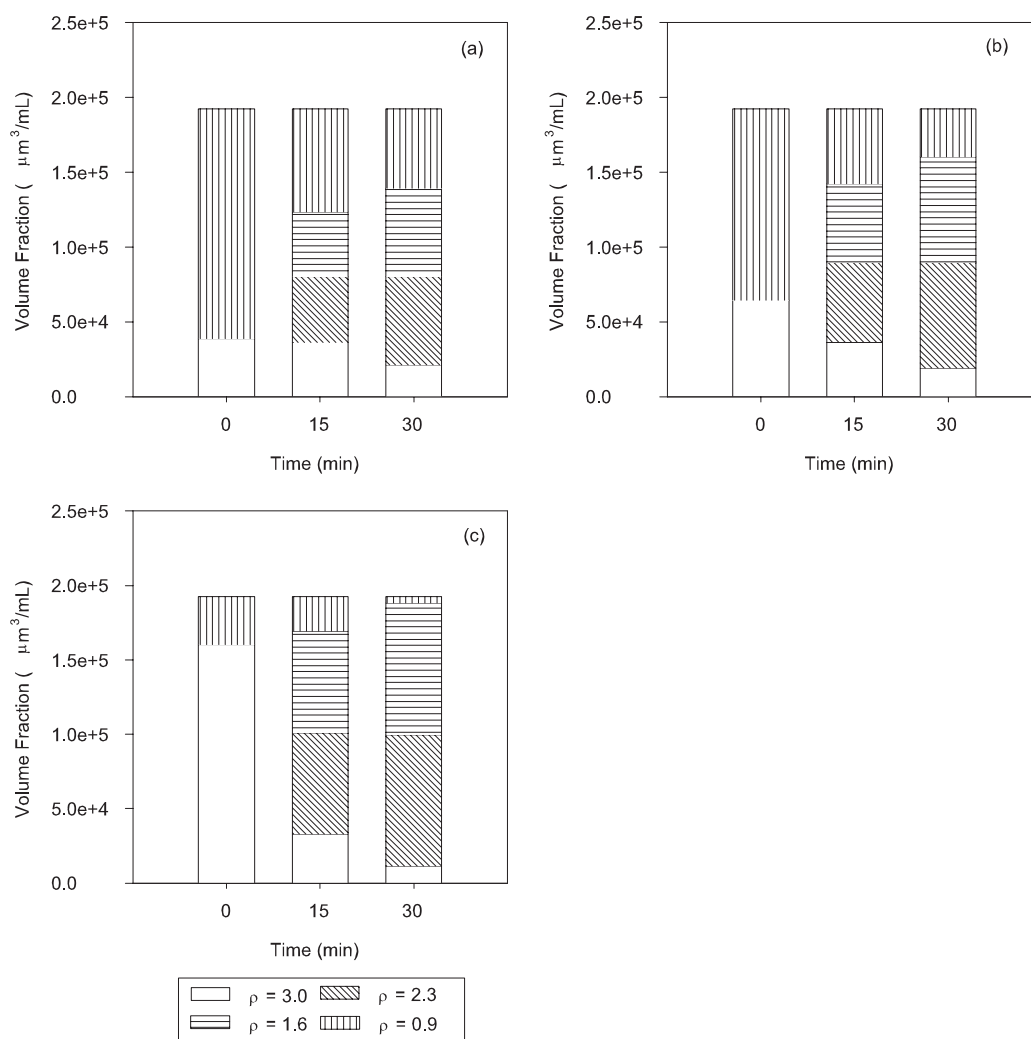 2.5e+5
(a)
2.0e+5
1.5e+5
1.0e+5
5.0e+4
0.0
Volume Fraction ( μm³/mL)
0 15 30
Time (min)
2.5e+5
(b)
2.0e+5
1.5e+5
1.0e+5
5.0e+4
0.0
Volume Fraction ( μm³/mL)
0 15 30
Time (min)
2.5e+5
(c)
2.0e+5
1.5e+5
1.0e+5
5.0e+4
0.0
Volume Fraction ( μm³/mL)
0 15 30
Time (min)
ρ = 3.0 ρ = 2.3
ρ = 1.6 ρ = 0.9